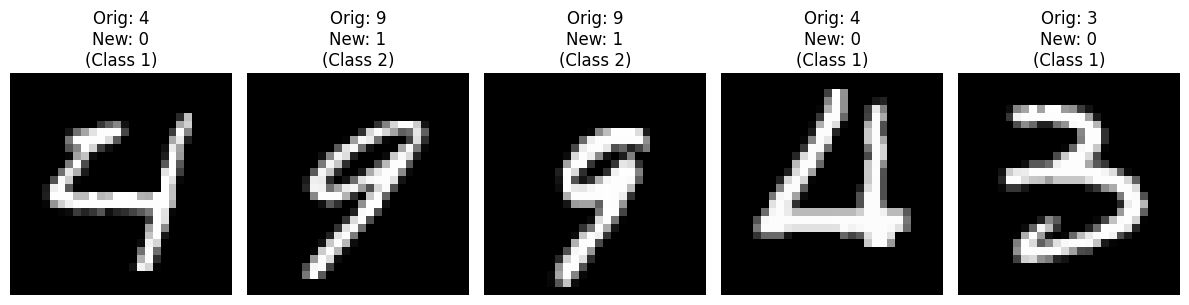 Orig: 4
New: 0
(Class 1)
Orig: 9
New: 1
(Class 2)
Orig: 9
New: 1
(Class 2)
Orig: 4
New: 0
(Class 1)
Orig: 3
New: 0
(Class 1)
4
9
9
4
3